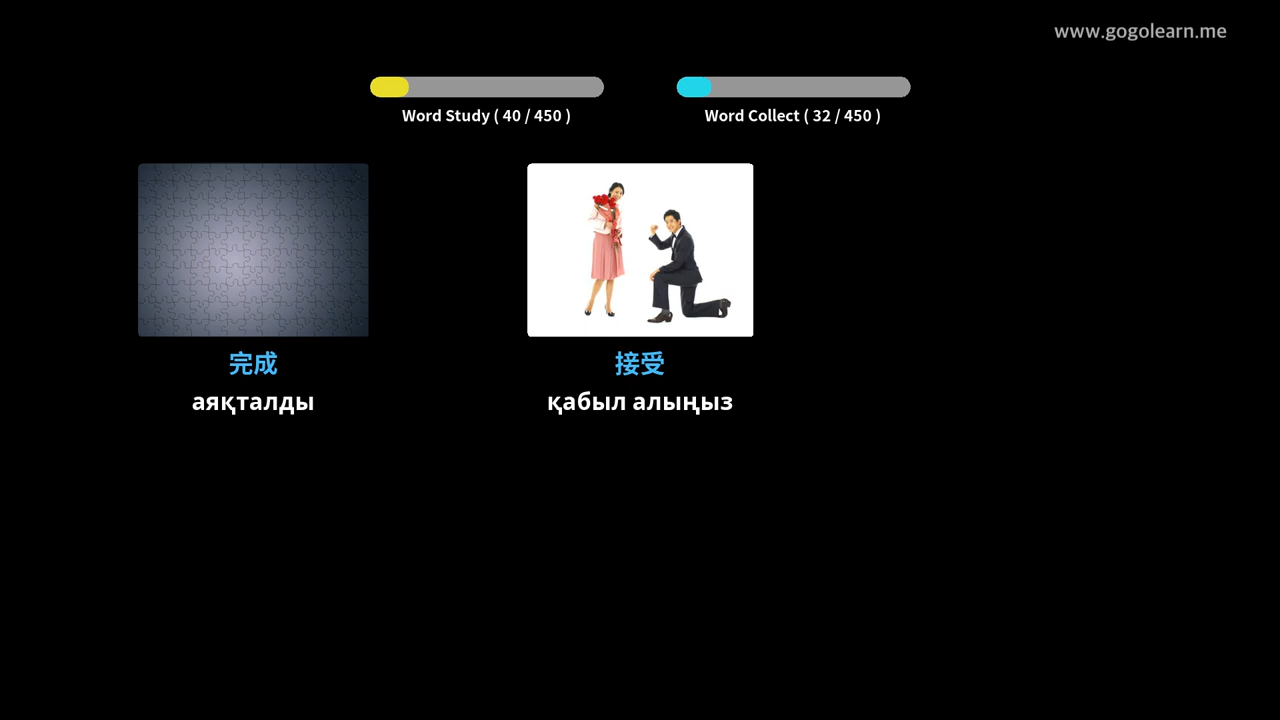 www.gogolearn.me
Word Study ( 40 / 450 )
Word Collect ( 32 / 450 )
完成
аяқталды
接受
қабыл алыңыз